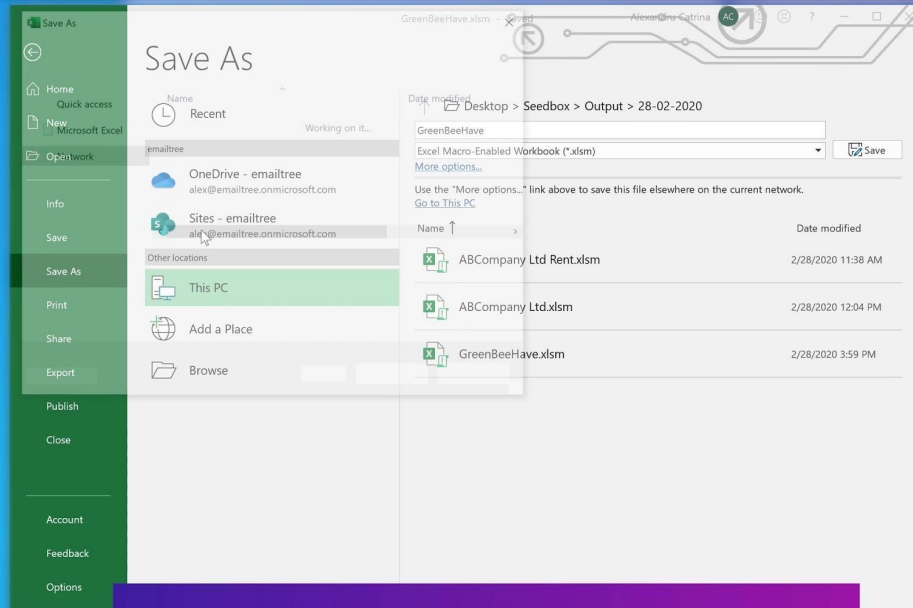 Save As
GreenBeeHave.xlsm - Saved
Alexandru Catrina
AC
?
Save As
Home
Quick access
New
Microsoft Excel
Open
Network
Info
Save
Save As
Print
Share
Export
Publish
Close
Account
Feedback
Options
Name
Date modified
Recent
Working on it...
emailtree
OneDrive - emailtree
alex@emailtree.onmicrosoft.com
S
Sites - emailtree
alex@emailtree.onmicrosoft.com
Other locations
This PC
Add a Place
Browse
Desktop > Seedbox > Output > 28-02-2020
GreenBeeHave
Excel Macro-Enabled Workbook (*.xlsm)
Save
More options...
Use the "More options..." link above to save this file elsewhere on the current network.
Go to This PC
Name ↑
Date modified
ABCompany Ltd Rent.xlsm
2/28/2020 11:38 AM
ABCompany Ltd.xlsm
2/28/2020 12:04 PM
GreenBeeHave.xlsm
2/28/2020 3:59 PM